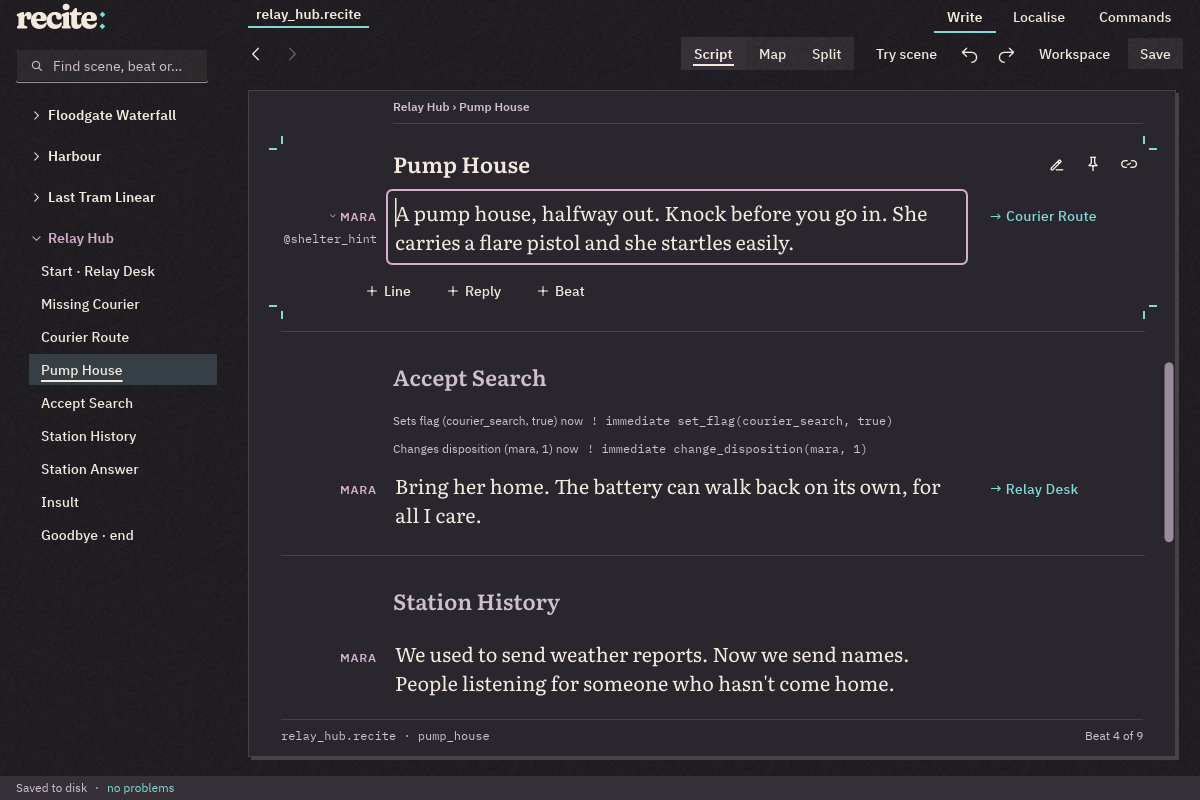 recite:
relay_hub.recite
Write
Localise
Commands
Find scene, beat or...
Script
Map
Split
Try scene
Workspace
Save
Floodgate Waterfall
Harbour
Last Tram Linear
Relay Hub
Start · Relay Desk
Missing Courier
Courier Route
Pump House
Accept Search
Station History
Station Answer
Insult
Goodbye · end
Relay Hub › Pump House
Pump House
MARA
@shelter_hint
A pump house, halfway out. Knock before you go in. She
carries a flare pistol and she startles easily.
→ Courier Route
+ Line
+ Reply
+ Beat
Accept Search
Sets flag (courier_search, true) now ! immediate set_flag(courier_search, true)
Changes disposition (mara, 1) now ! immediate change_disposition(mara, 1)
MARA
Bring her home. The battery can walk back on its own, for
all I care.
→ Relay Desk
Station History
MARA
We used to send weather reports. Now we send names.
People listening for someone who hasn't come home.
relay_hub.recite · pump_house
Beat 4 of 9
Saved to disk · no problems